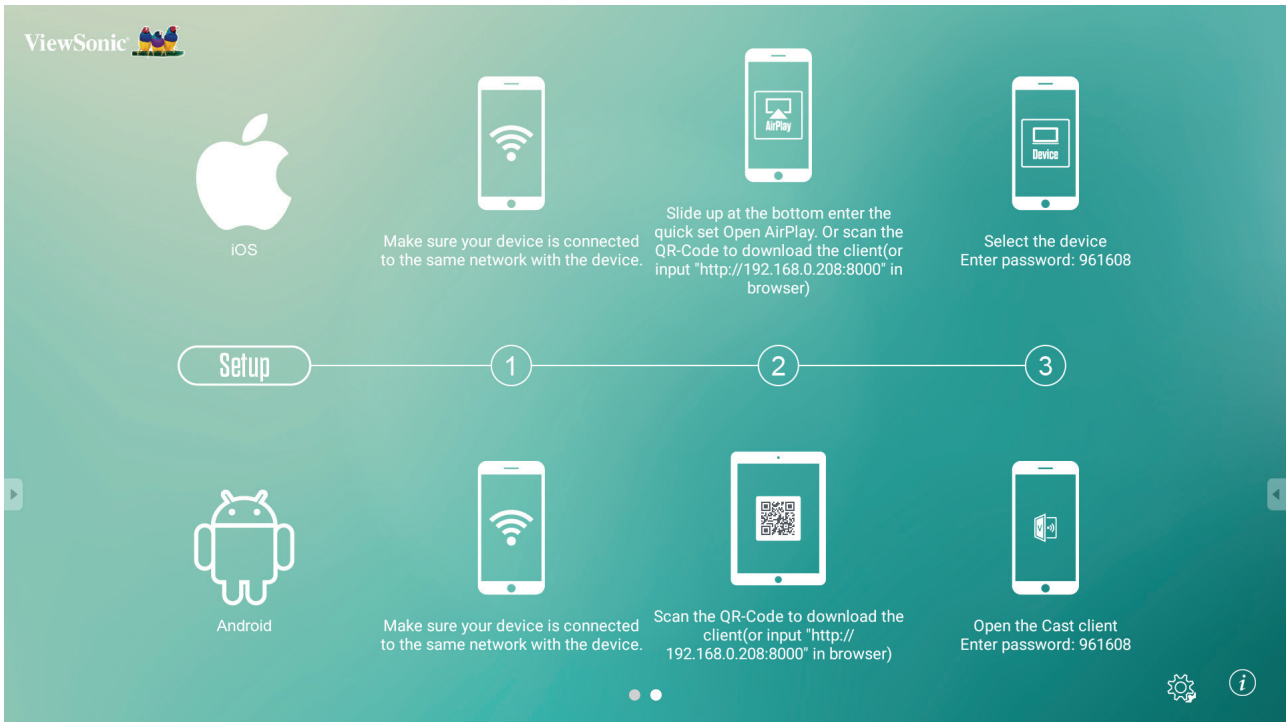 ViewSonic
AirPlay
Device
iOS
Make sure your device is connected
to the same network with the device.
Slide up at the bottom enter the
quick set Open AirPlay. Or scan the
QR-Code to download the client(or
input "http://192.168.0.208:8000" in
browser)
Select the device
Enter password: 961608
Setup
1
2
3
V
Android
Make sure your device is connected
to the same network with the device.
Scan the QR-Code to download the
client(or input "http://
192.168.0.208:8000" in browser)
Open the Cast client
Enter password: 961608
i